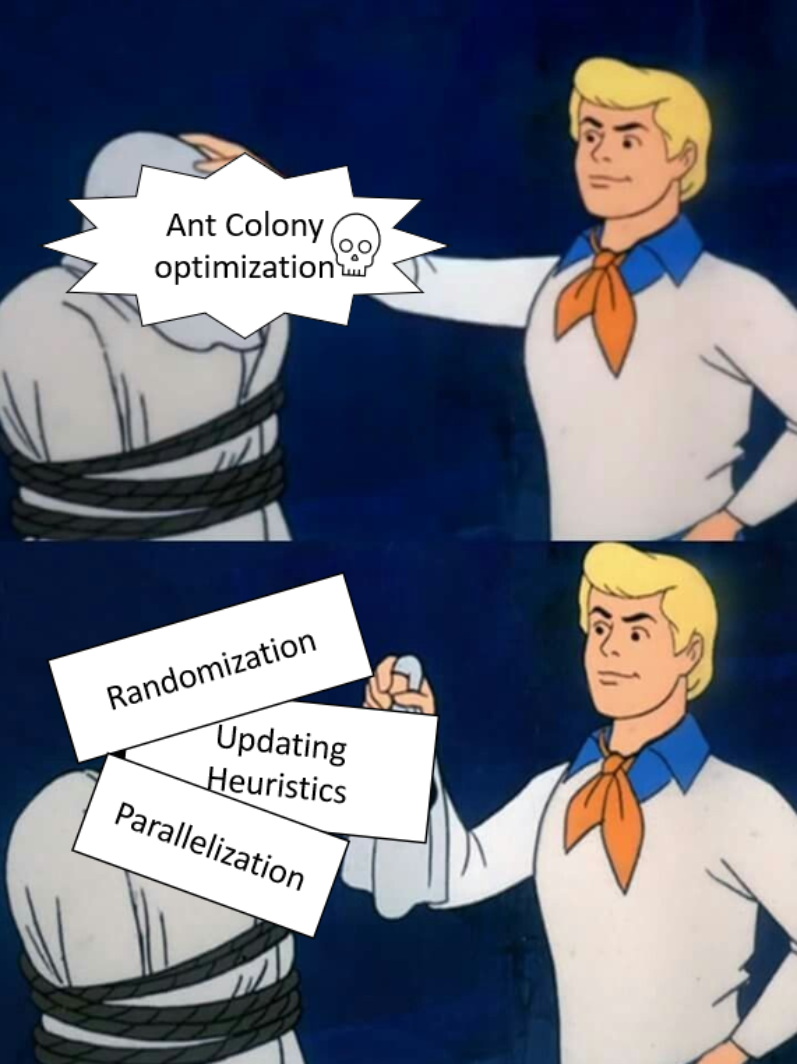 Ant Colony
optimization
Randomization
Updating
Heuristics
Parallelization